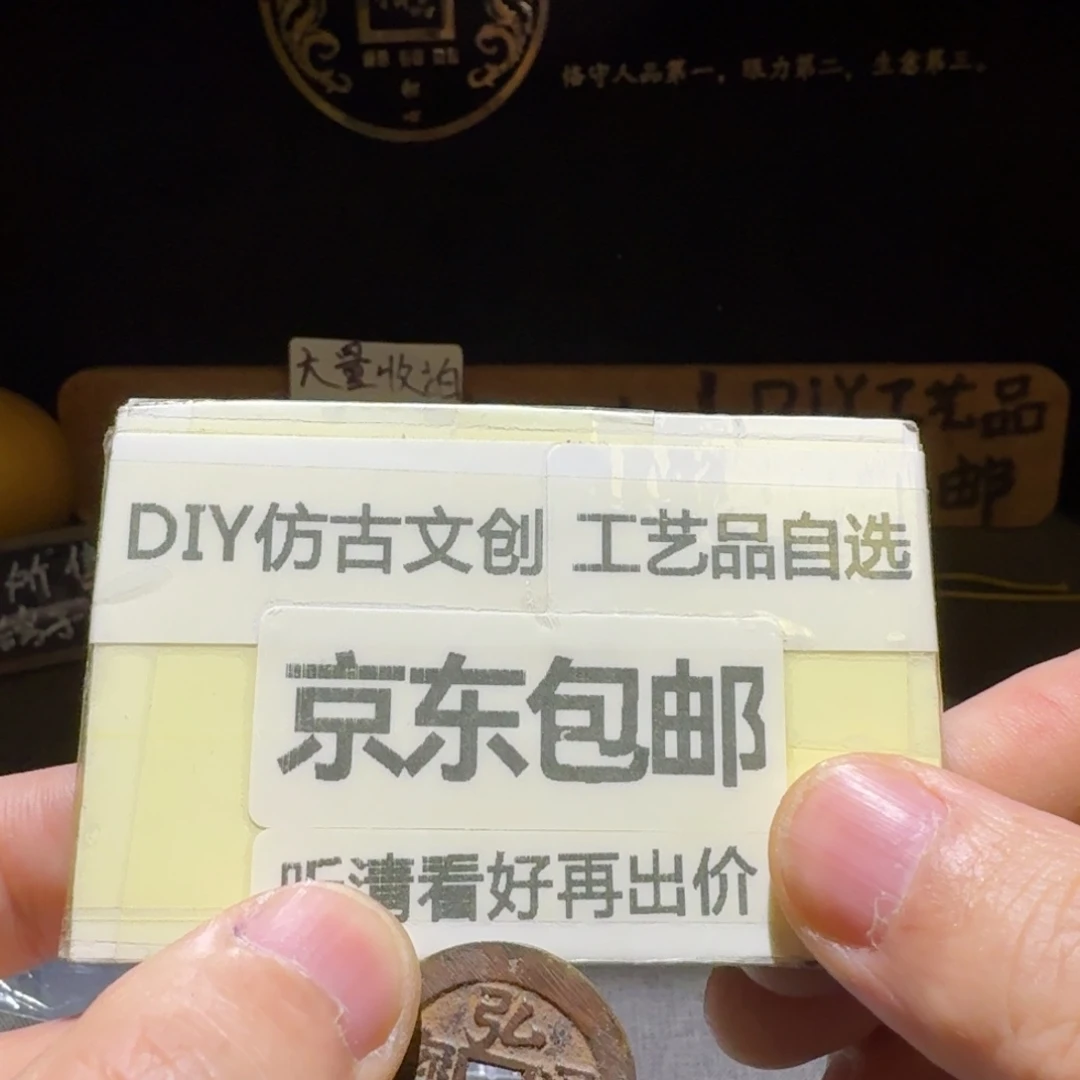 恪守人品第一，眼力第二，生意第三。
大量收泊
DIY工艺品
邮
所
DIY仿古文创 工艺品自选
京东包邮
听清看好再出价
弘